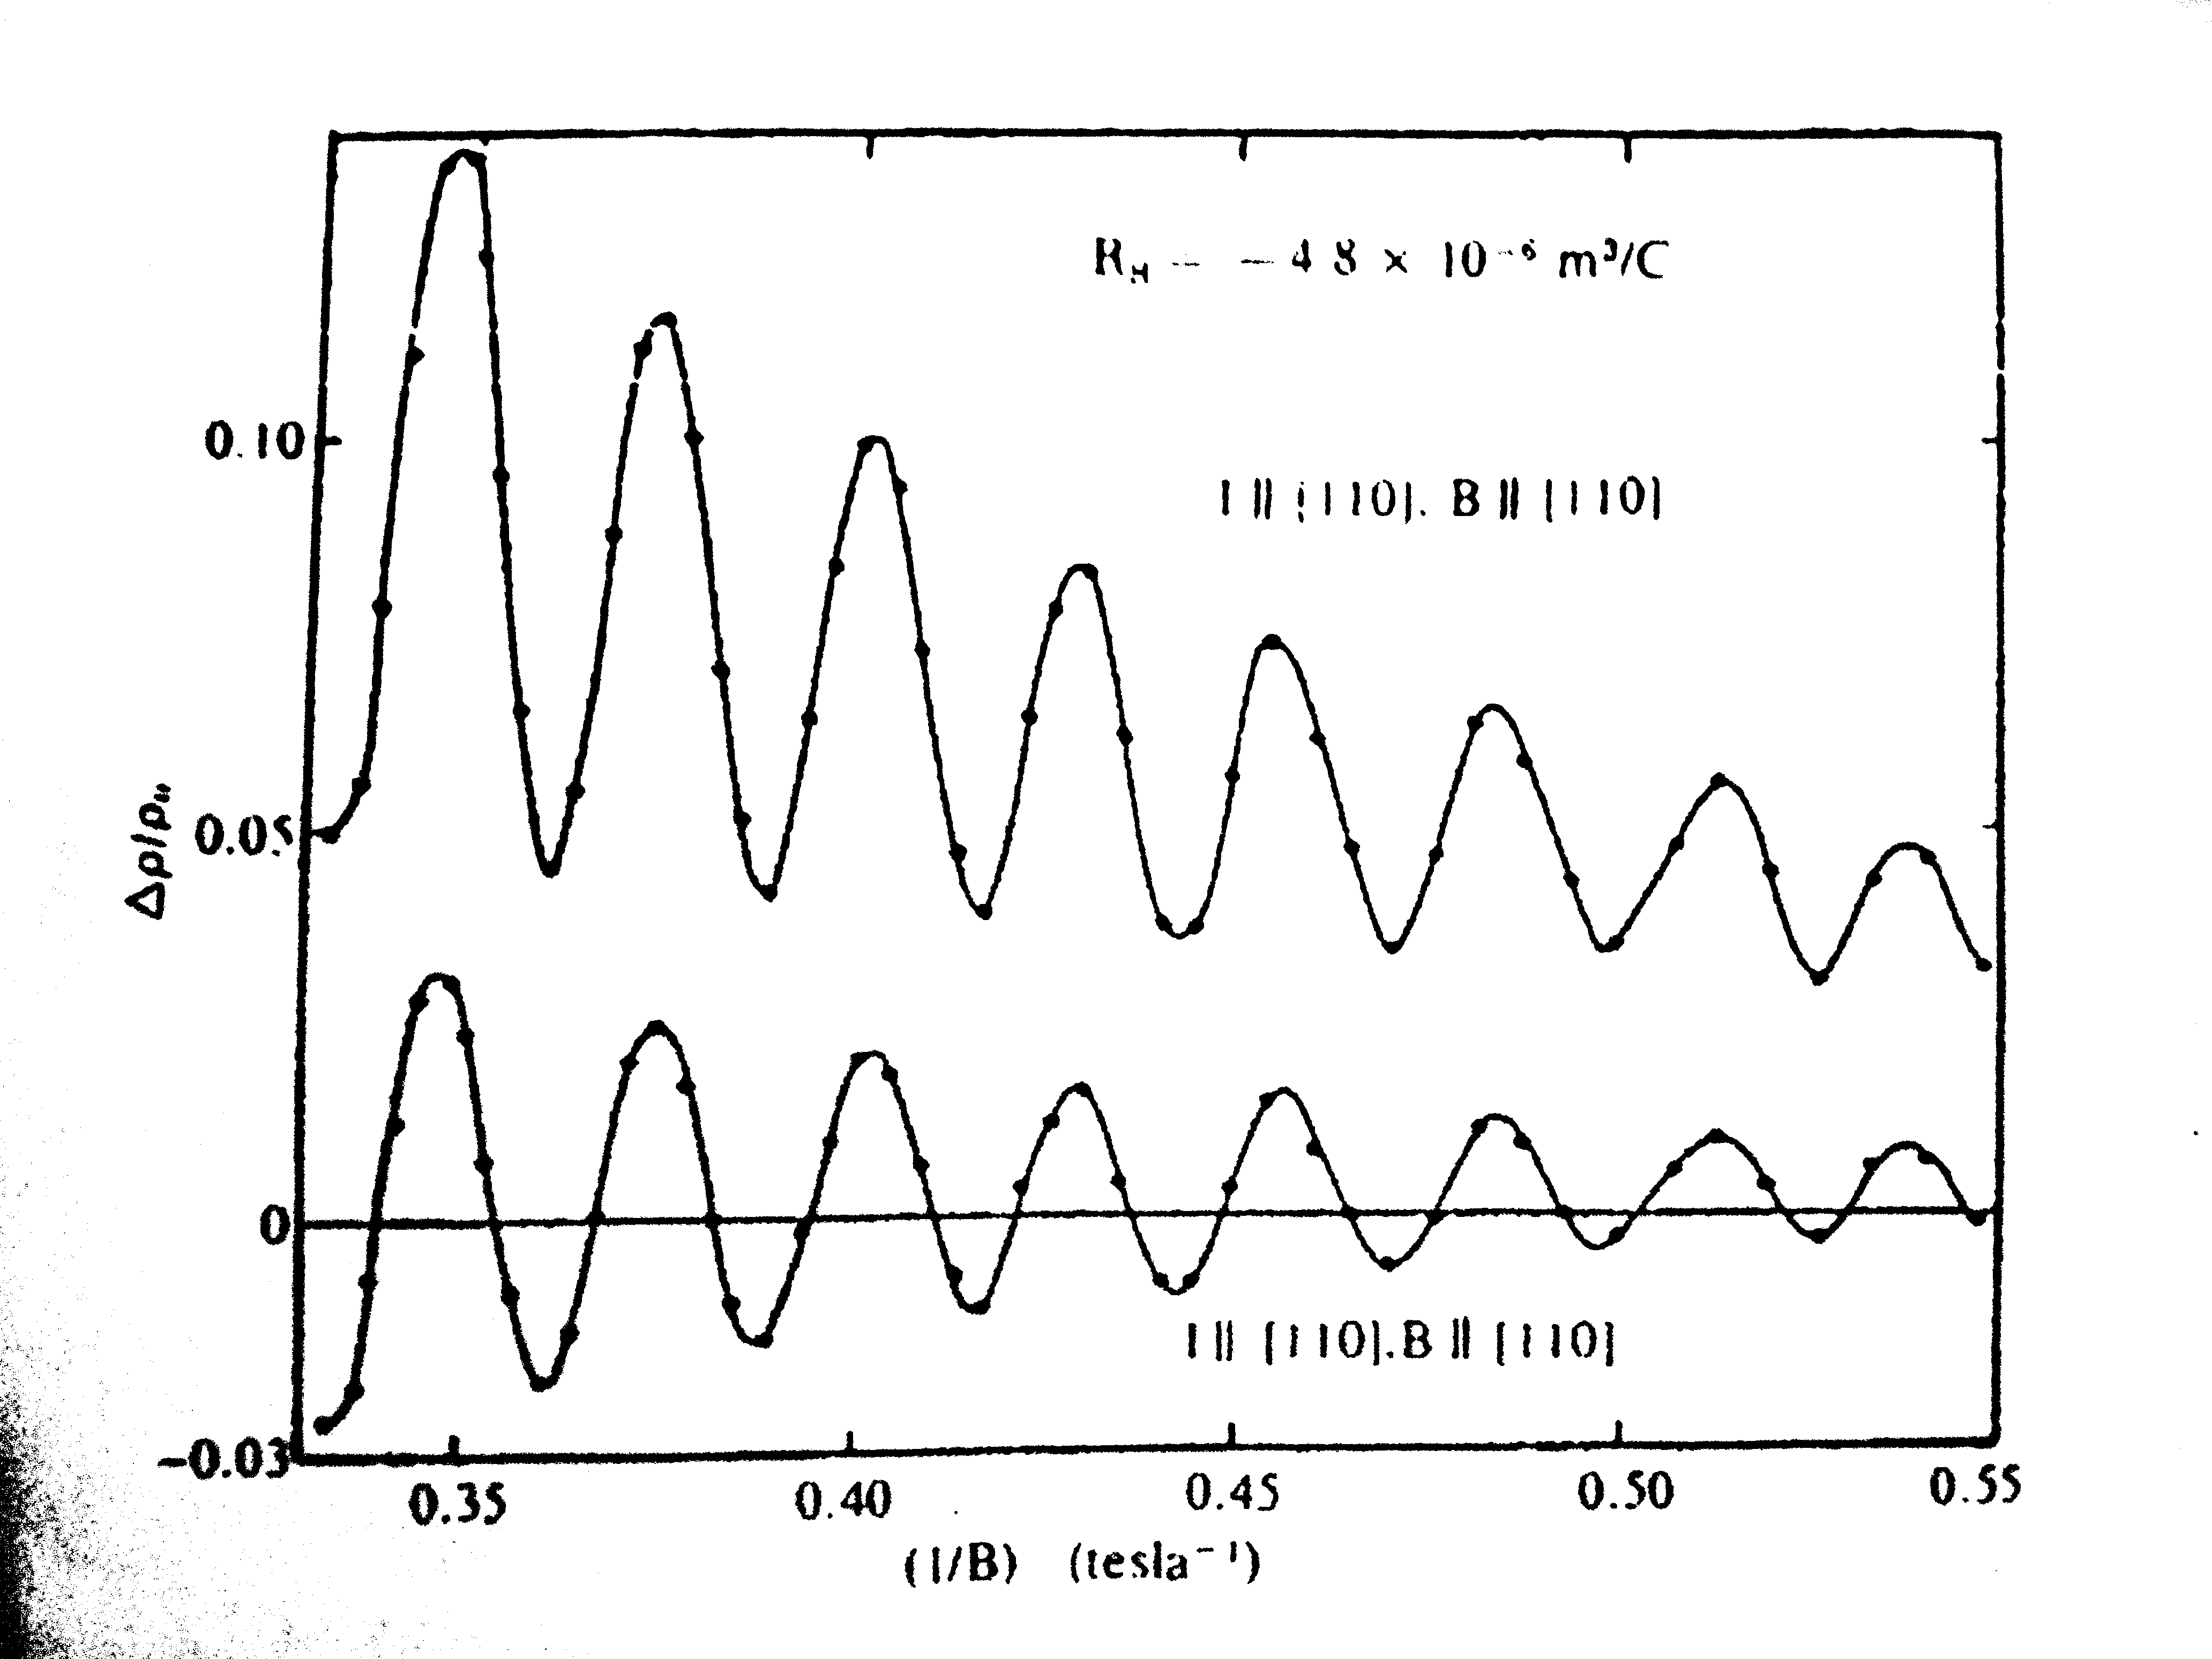 R_H = -4.8 × 10⁻⁶ m³/C
0.10
I ∥ [110]. B ∥ [110]
0.05
Δρ/ρ₀
0
I ∥ [110]. B ∥ [110]
-0.03
0.35 0.40 0.45 0.50 0.55
(1/B) (tesla⁻¹)